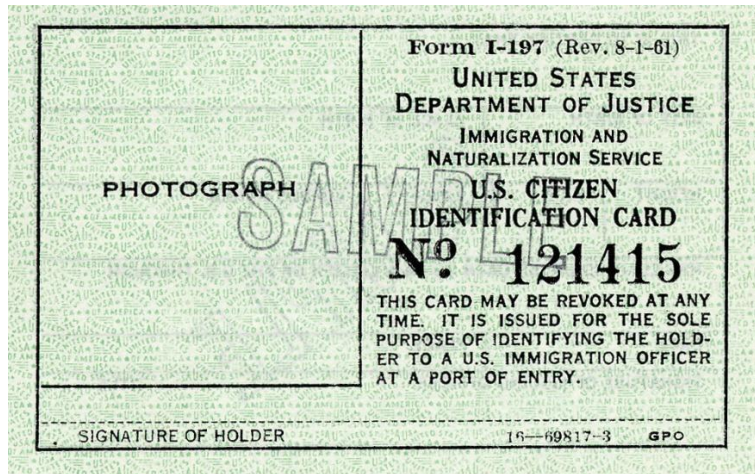 PHOTOGRAPH
SAMPLE
Form I-197 (Rev. 8-1-61)
UNITED STATES
DEPARTMENT OF JUSTICE
IMMIGRATION AND
NATURALIZATION SERVICE
U.S. CITIZEN
IDENTIFICATION CARD
Nº. 121415
THIS CARD MAY BE REVOKED AT ANY
TIME. IT IS ISSUED FOR THE SOLE
PURPOSE OF IDENTIFYING THE HOLD-
ER TO A U.S. IMMIGRATION OFFICER
AT A PORT OF ENTRY.
SIGNATURE OF HOLDER 16—69817-3 GPO